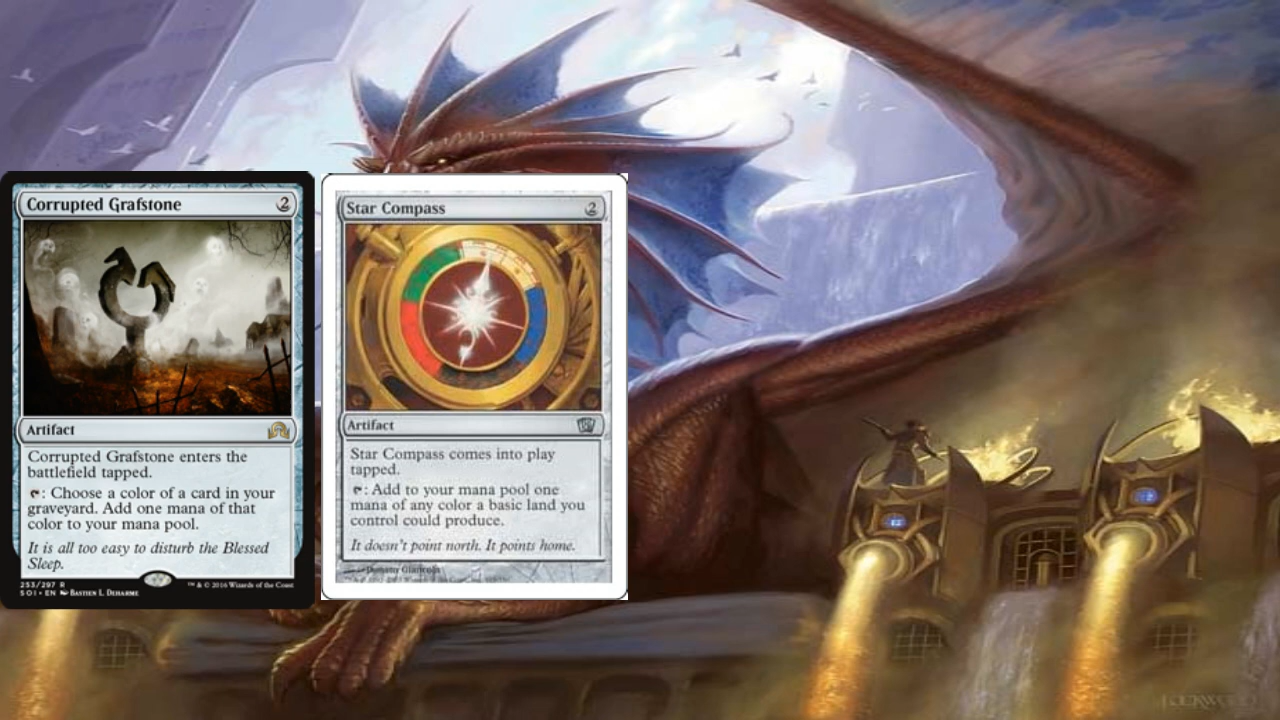 Corrupted Grafstone 2
Artifact
Corrupted Grafstone enters the
battlefield tapped.
: Choose a color of a card in your
graveyard. Add one mana of that
color to your mana pool.
It is all too easy to disturb the Blessed
Sleep.
253/297 R
SOI • EN BASTIEN L. DEHARME
™ & © 2016 Wizards of the Coast
Star Compass 2
Artifact
Star Compass comes into play
tapped.
: Add to your mana pool one
mana of any color a basic land you
control could produce.
It doesn't point north. It points home.
Donato Giancola